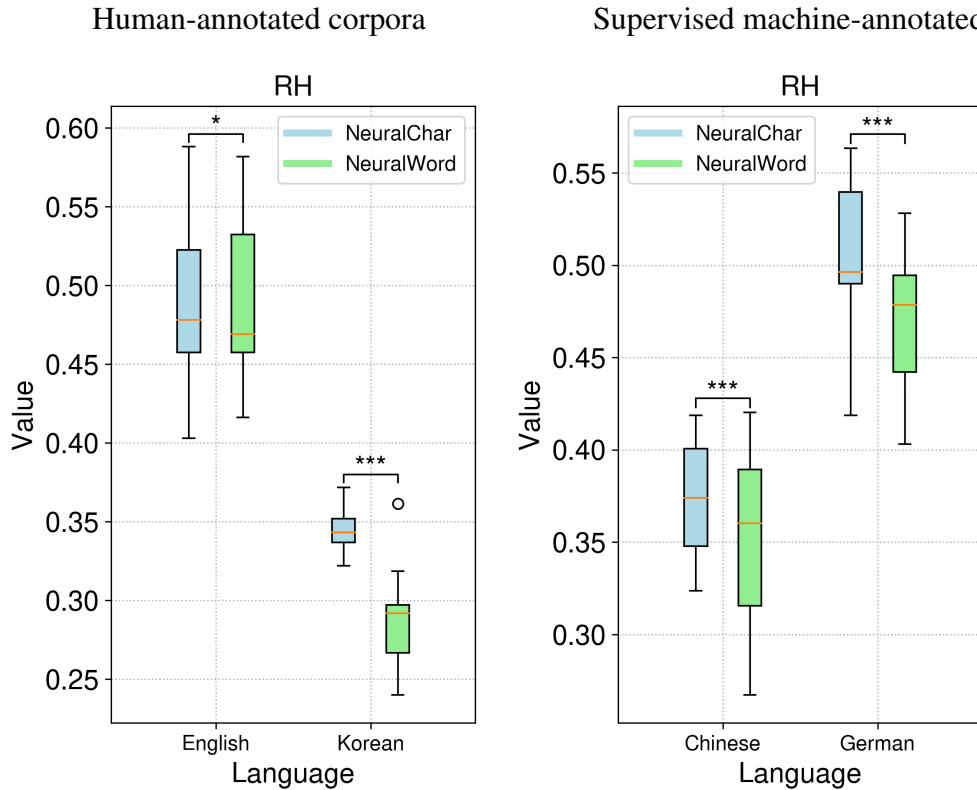 Human-annotated corpora
Supervised machine-annotated
RH
*
NeuralChar
NeuralWord
***
Value
0.60
0.55
0.50
0.45
0.40
0.35
0.30
0.25
English
Korean
Language
RH
NeuralChar
NeuralWord
***
***
Value
0.55
0.50
0.45
0.40
0.35
0.30
Chinese
German
Language